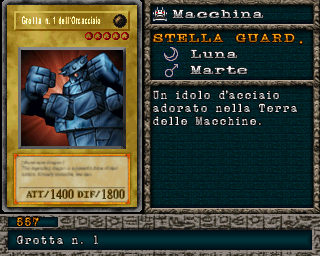 Grotta n. 1 dell'Orcacciaio
ATT/1400 DIF/1800
Macchina
STELLA GUARD.
Luna
Marte
Un idolo d'acciaio
adorato nella Terra
delle Macchine.
557
Grotta n. 1